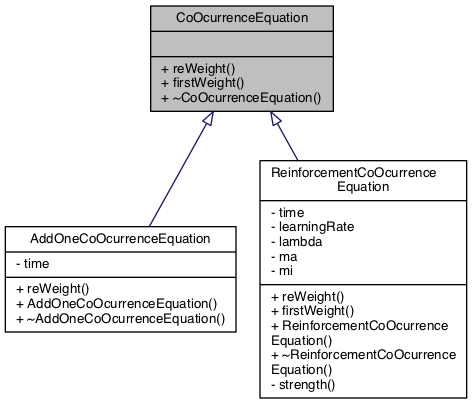 CoOcurrenceEquation
+ reWeight()
+ firstWeight()
+ ~CoOcurrenceEquation()
AddOneCoOcurrenceEquation
- time
+ reWeight()
+ AddOneCoOcurrenceEquation()
+ ~AddOneCoOcurrenceEquation()
ReinforcementCoOcurrence
Equation
- time
- learningRate
- lambda
- ma
- mi
+ reWeight()
+ firstWeight()
+ ReinforcementCoOcurrence
Equation()
+ ~ReinforcementCoOcurrence
Equation()
- strength()